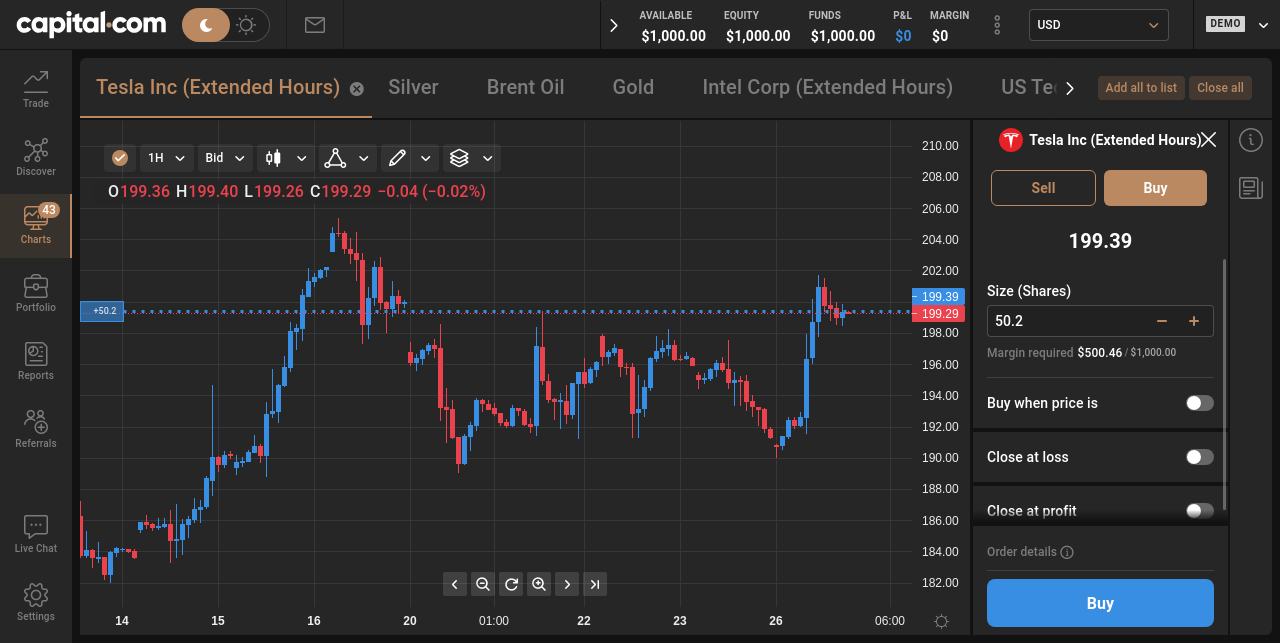 capital.com
AVAILABLE EQUITY FUNDS P&L MARGIN
$1,000.00 $1,000.00 $1,000.00 $0 $0
USD
DEMO
Trade
Discover
43
Charts
Portfolio
Reports
Referrals
Live Chat
Settings
Tesla Inc (Extended Hours) Silver Brent Oil Gold Intel Corp (Extended Hours) US Te
Add all to list Close all
1H Bid
O199.36 H199.40 L199.26 C199.29 −0.04 (−0.02%)
+50.2
210.00
208.00
206.00
204.00
202.00
199.39
199.29
198.00
196.00
194.00
192.00
190.00
188.00
186.00
184.00
182.00
14 15 16 20 01:00 22 23 26 06:00
Tesla Inc (Extended Hours)
Sell Buy
199.39
Size (Shares)
50.2
Margin required $500.46 / $1,000.00
Buy when price is
Close at loss
Close at profit
Order details
Buy